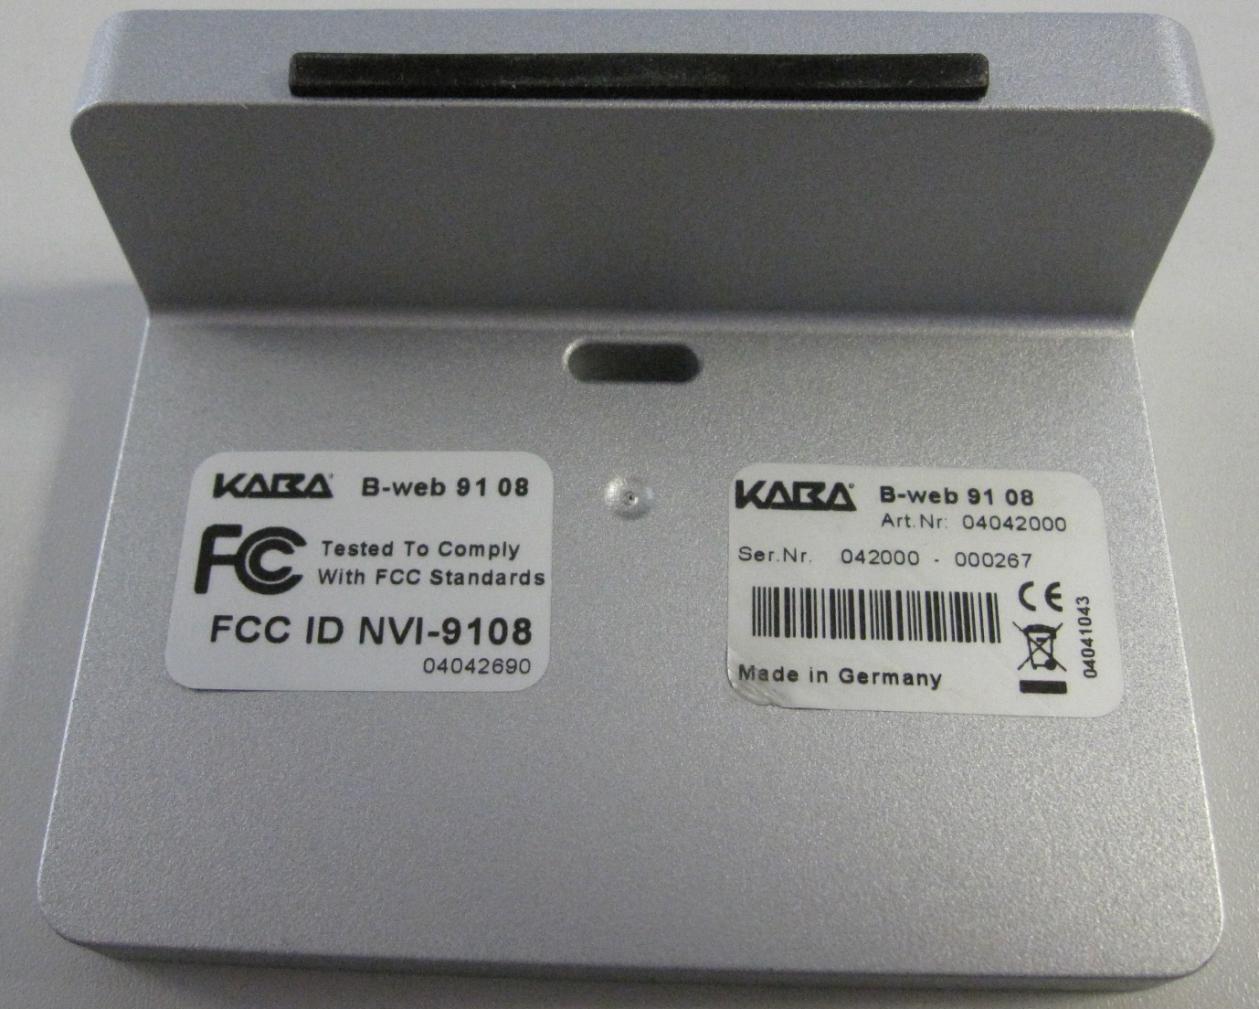 KABA® B-web 91 08
FC Tested To Comply
With FCC Standards
FCC ID NVI-9108
04042690
KABA® B-web 91 08
Art.Nr: 04042000
Ser.Nr. 042000 - 000267
CE
04041043
Made in Germany